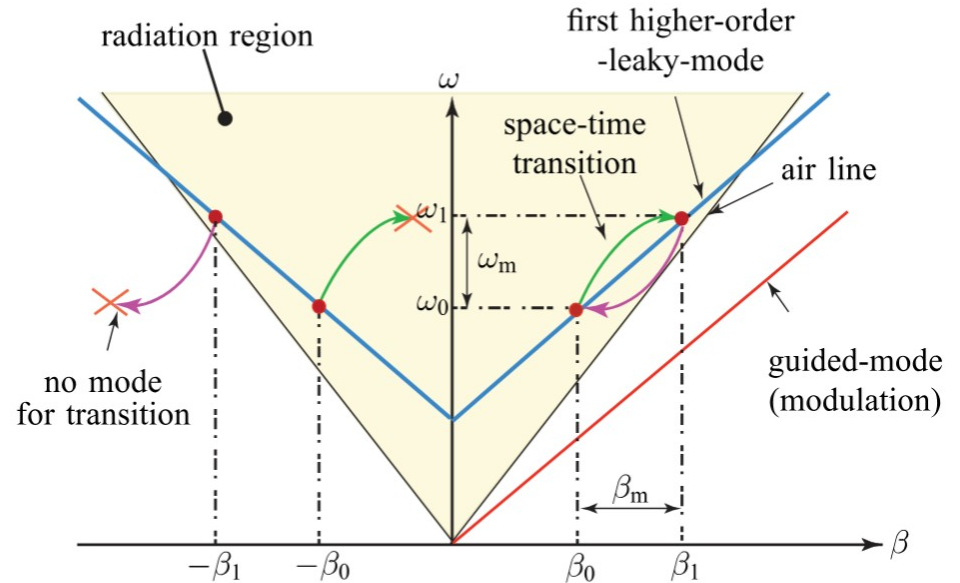 first higher-order
-leaky-mode
radiation region
ω
space-time
transition
air line
ω₁
ωₘ
ω₀
no mode
for transition
guided-mode
(modulation)
βₘ
−β₁
−β₀
β₀
β₁
β